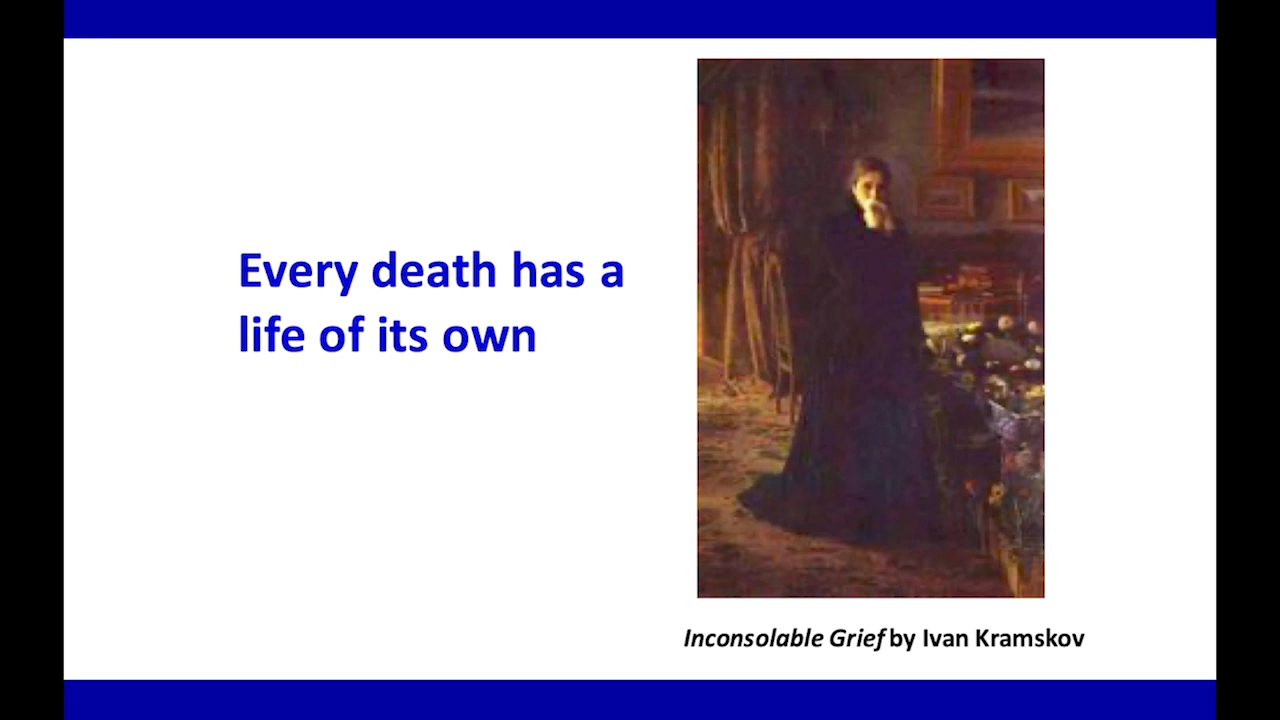 Every death has a
life of its own
Inconsolable Grief by Ivan Kramskov